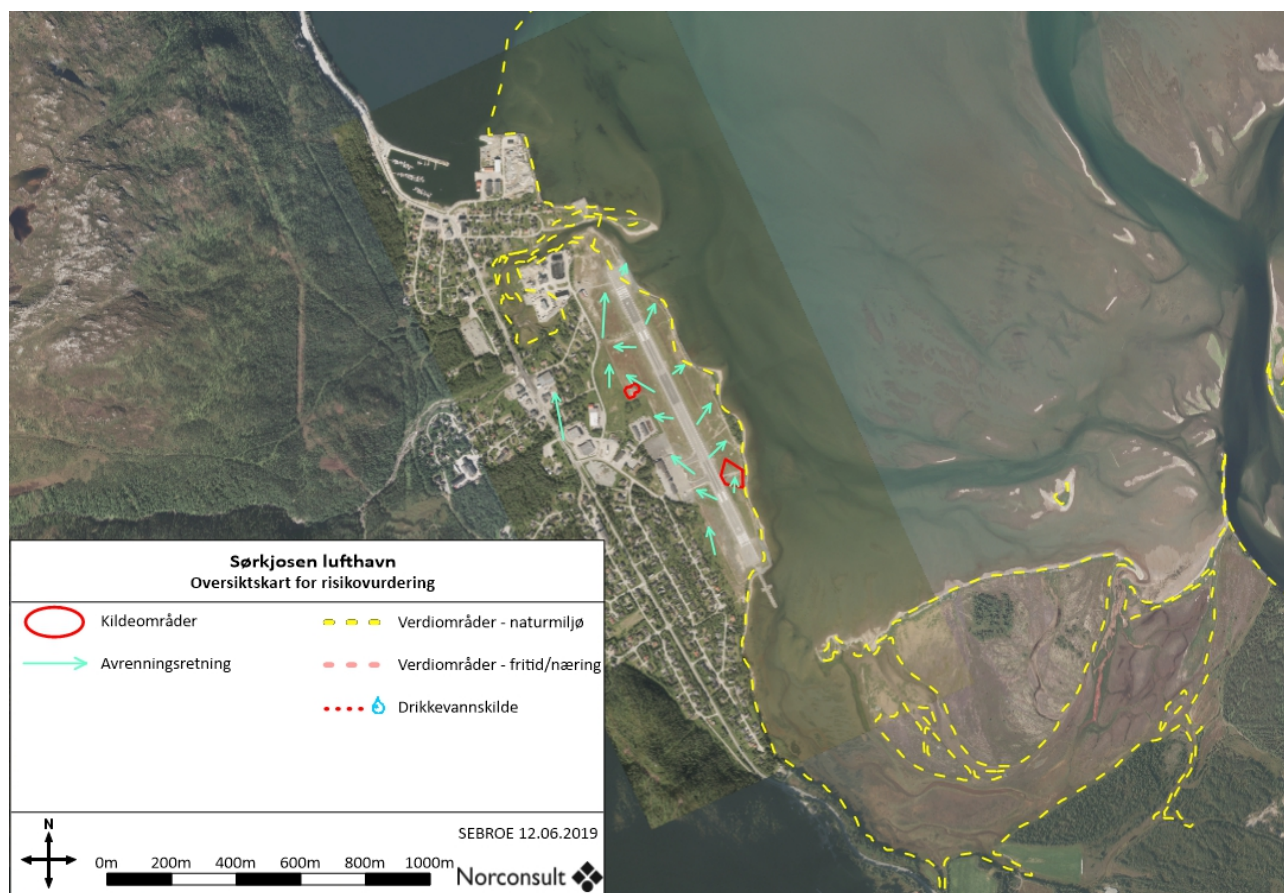 Sørkjosen lufthavn
Oversiktskart for risikovurdering
Kildeområder
Verdiområder - naturmiljø
Avrenningsretning
Verdiområder - fritid/næring
Drikkevannskilde
N
SEBROE 12.06.2019
0m 200m 400m 600m 800m 1000m
Norconsult